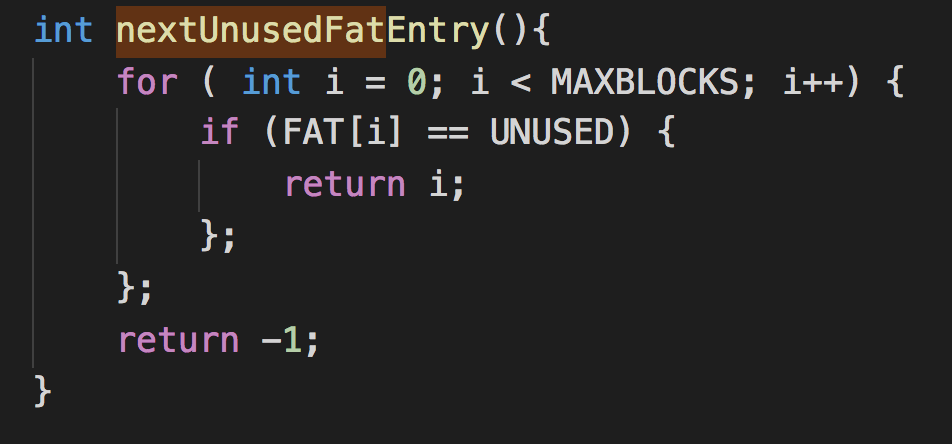 int nextUnusedFatEntry(){
for ( int i = 0; i < MAXBLOCKS; i++) {
if (FAT[i] == UNUSED) {
return i;
};
};
return -1;
}